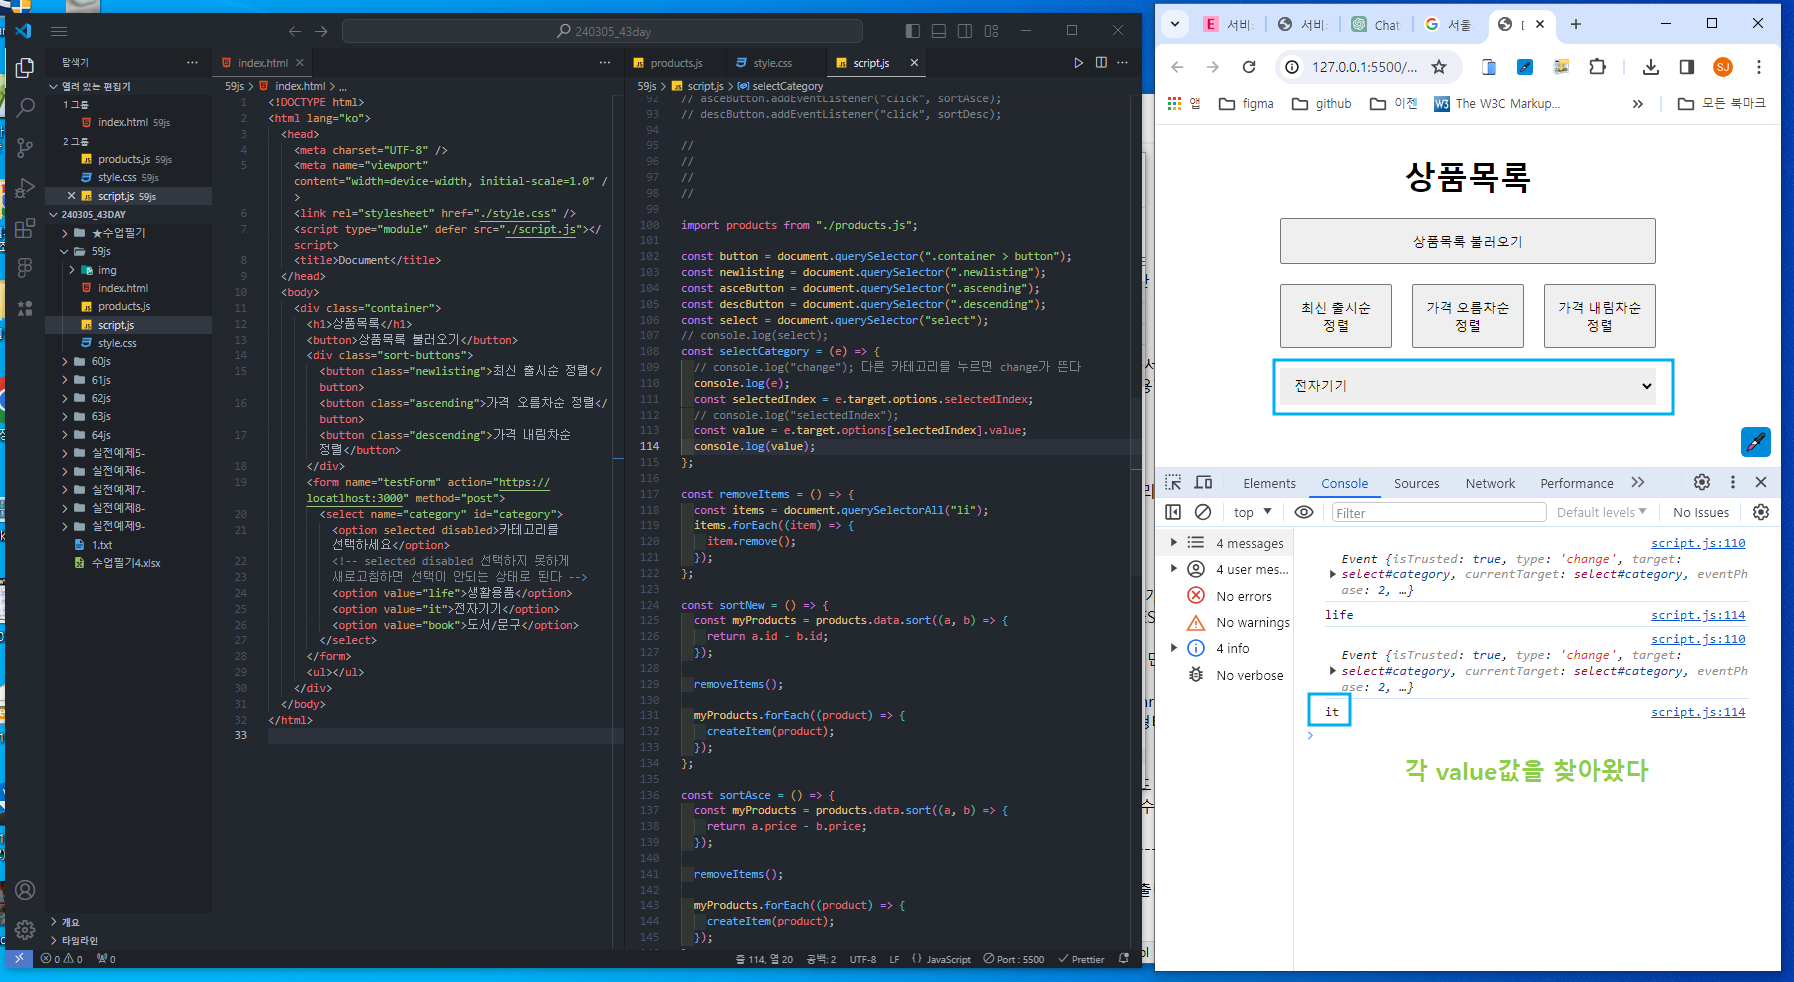 240305_43day
탐색기
열려 있는 편집기
1 그룹
index.html 59js
2 그룹
products.js 59js
style.css 59js
script.js 59js
240305_43DAY
★수업필기
59js
img
index.html
products.js
script.js
style.css
60js
61js
62js
63js
64js
실전예제5-
실전예제6-
실전예제7-
실전예제8-
실전예제9-
1.txt
수업필기4.xlsx
개요
타임라인
index.html
59js > index.html > ...
1 <!DOCTYPE html>
2 <html lang="ko">
3 <head>
4 <meta charset="UTF-8" />
5 <meta name="viewport"
content="width=device-width, initial-scale=1.0" /
>
6 <link rel="stylesheet" href="./style.css" />
7 <script type="module" defer src="./script.js"></
script>
8 <title>Document</title>
9 </head>
10 <body>
11 <div class="container">
12 <h1>상품목록</h1>
13 <button>상품목록 불러오기</button>
14 <div class="sort-buttons">
15 <button class="newlisting">최신 출시순 정렬</
button>
16 <button class="ascending">가격 오름차순 정렬</
button>
17 <button class="descending">가격 내림차순
정렬</button>
18 </div>
19 <form name="testForm" action="https://
locatlhost:3000" method="post">
20 <select name="category" id="category">
21 <option selected disabled>카테고리를
선택하세요</option>
22 <!-- selected disabled 선택하지 못하게
23 새로고침하면 선택이 안되는 상태로 된다 -->
24 <option value="life">생활용품</option>
25 <option value="it">전자기기</option>
26 <option value="book">도서/문구</option>
27 </select>
28 </form>
29 <ul></ul>
30 </div>
31 </body>
32 </html>
33
products.js
style.css
script.js
59js > script.js > selectCategory
92 // asceButton.addEventListener("click", sortAsce);
93 // descButton.addEventListener("click", sortDesc);
94
95 //
96 //
97 //
98 //
99
100 import products from "./products.js";
101
102 const button = document.querySelector(".container > button");
103 const newlisting = document.querySelector(".newlisting");
104 const asceButton = document.querySelector(".ascending");
105 const descButton = document.querySelector(".descending");
106 const select = document.querySelector("select");
107 // console.log(select);
108 const selectCategory = (e) => {
109 // console.log("change"); 다른 카테고리를 누르면 change가 뜬다
110 console.log(e);
111 const selectedIndex = e.target.options.selectedIndex;
112 // console.log("selectedIndex");
113 const value = e.target.options[selectedIndex].value;
114 console.log(value);
115 };
116
117 const removeItems = () => {
118 const items = document.querySelectorAll("li");
119 items.forEach((item) => {
120 item.remove();
121 });
122 };
123
124 const sortNew = () => {
125 const myProducts = products.data.sort((a, b) => {
126 return a.id - b.id;
127 });
128
129 removeItems();
130
131 myProducts.forEach((product) => {
132 createItem(product);
133 });
134 };
135
136 const sortAsce = () => {
137 const myProducts = products.data.sort((a, b) => {
138 return a.price - b.price;
139 });
140
141 removeItems();
142
143 myProducts.forEach((product) => {
144 createItem(product);
145 });
0 0 0
줄 114, 열 20 공백: 2 UTF-8 LF {} JavaScript Port : 5500 Prettier
서비 서비 Chat 서울
127.0.0.1:5500/...
SJ
앱 figma github 이젠 The W3C Markup... » 모든 북마크
상품목록
상품목록 불러오기
최신 출시순
정렬
가격 오름차순
정렬
가격 내림차순
정렬
전자기기
Elements Console Sources Network Performance »
top Filter Default levels No Issues
4 messages
4 user mes...
No errors
No warnings
4 info
No verbose
script.js:110
Event {isTrusted: true, type: 'change', target:
select#category, currentTarget: select#category, eventPh
ase: 2, …}
life script.js:114
script.js:110
Event {isTrusted: true, type: 'change', target:
select#category, currentTarget: select#category, eventPh
ase: 2, …}
it script.js:114
각 value값을 찾아왔다